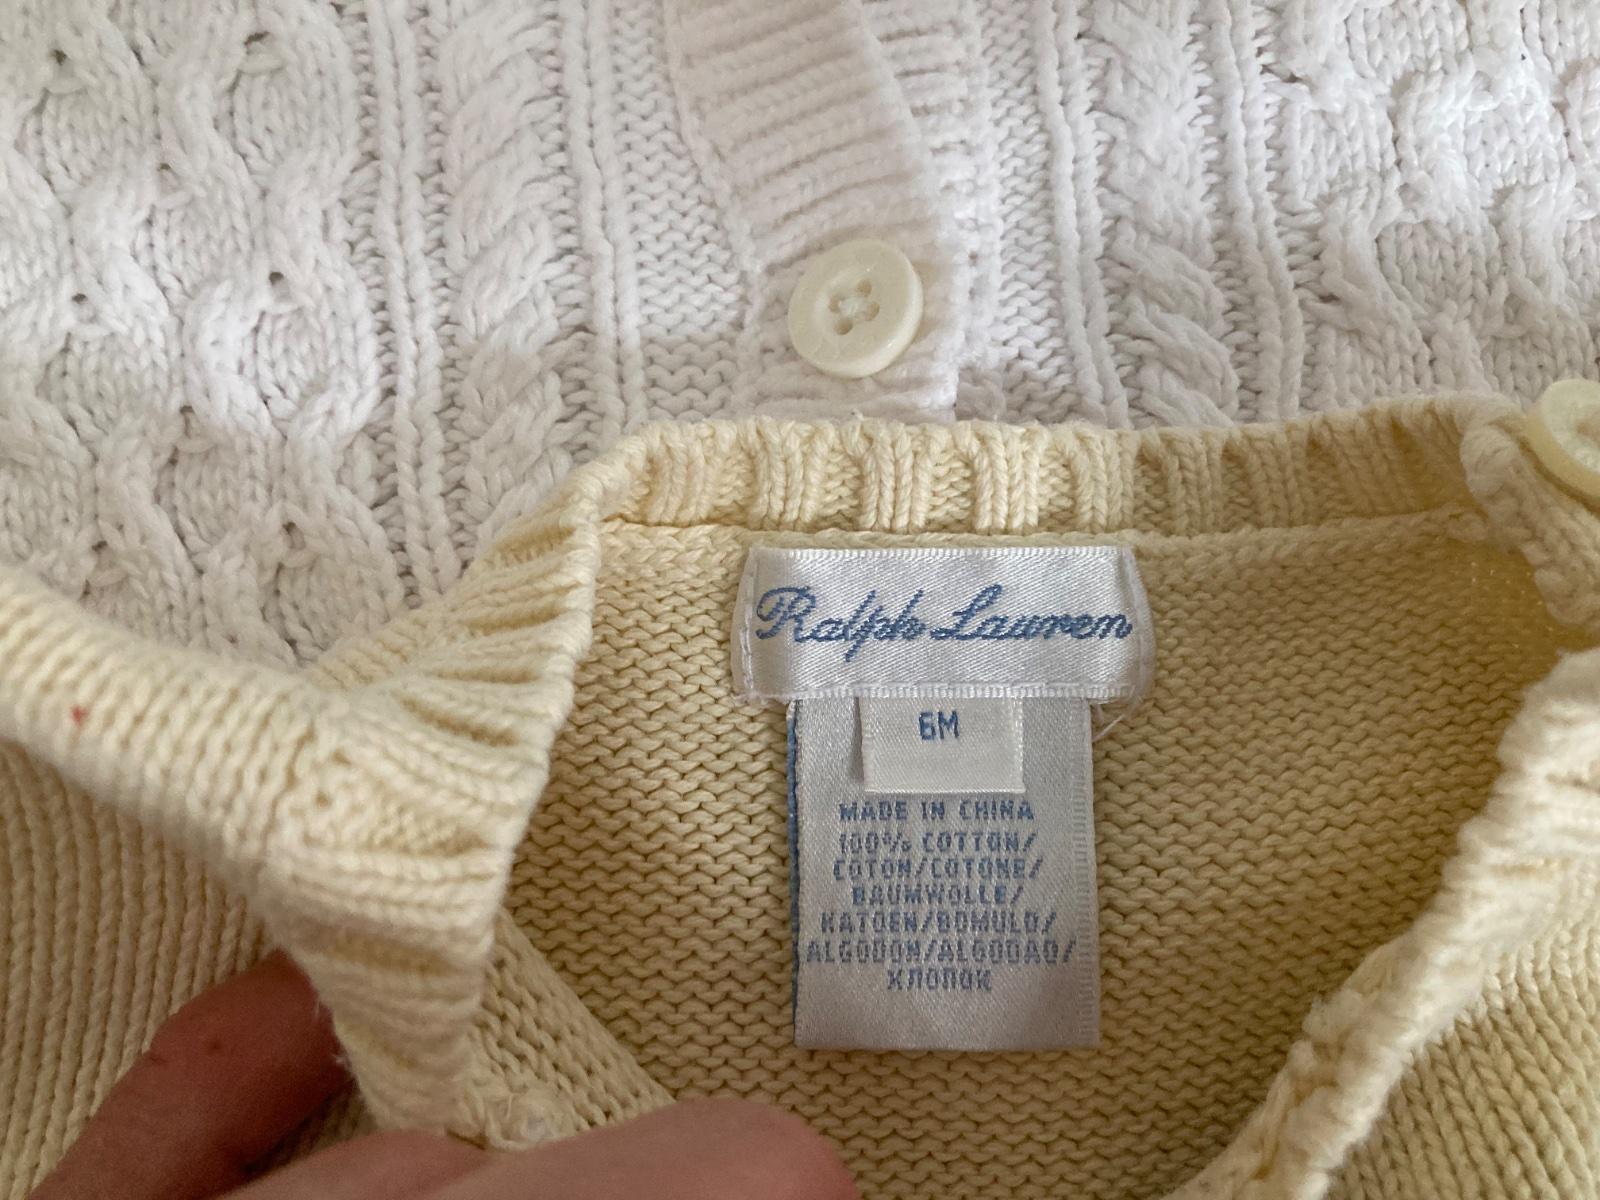 Ralph Lauren
6M
MADE IN CHINA
100% COTTON/
COTON/COTONE/
BAUMWOLLE/
KATOEN/BOMULD/
ALGODON/ALGODAO/
ХЛОПОК